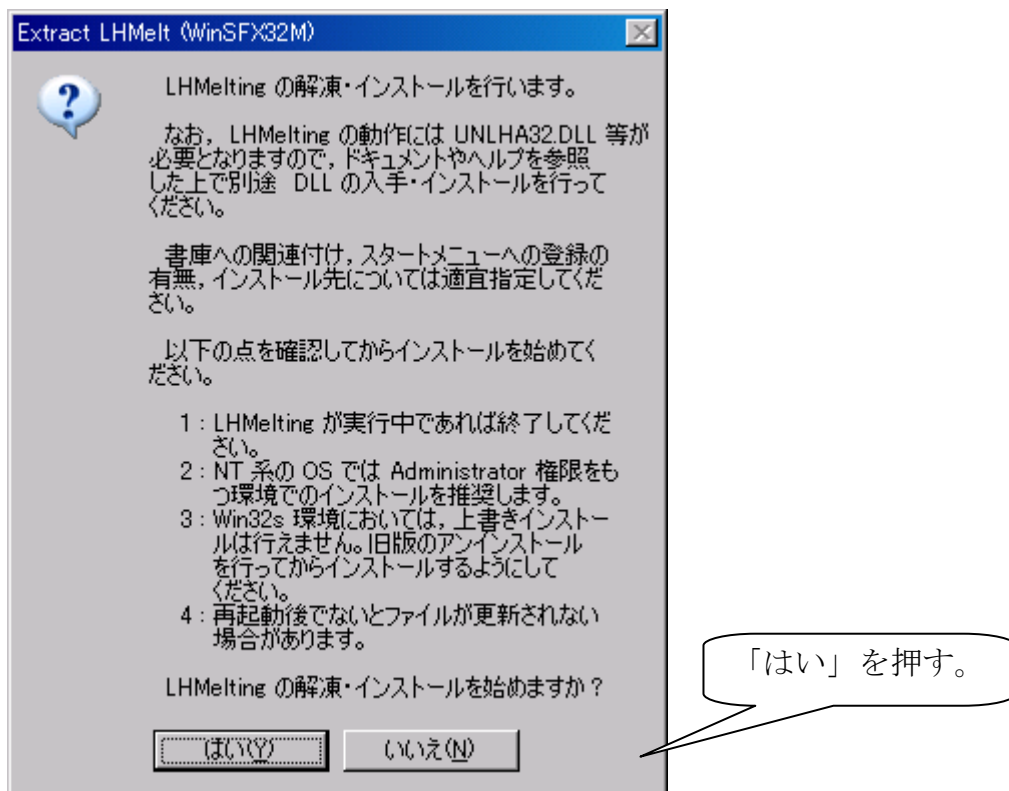 Extract LHMelt (WinSFX32M)
LHMelting の解凍･インストールを行います。
なお， LHMelting の動作には UNLHA32.DLL 等が
必要となりますので，ドキュメントやヘルプを参照
した上で別途 DLL の入手･インストールを行って
ください。
書庫への関連付け，スタートメニューへの登録の
有無，インストール先については適宜指定してくだ
さい。
以下の点を確認してからインストールを始めてく
ださい。
1 : LHMelting が実行中であれば終了してくだ
さい。
2 : NT 系の OS では Administrator 権限をも
つ環境でのインストールを推奨します。
3 : Win32s 環境においては，上書きインストー
ルは行えません。旧版のアンインストール
を行ってからインストールするようにして
ください。
4 : 再起動後でないとファイルが更新されない
場合があります。
LHMelting の解凍･インストールを始めますか？
はい(Y) いいえ(N)
「はい」を押す。